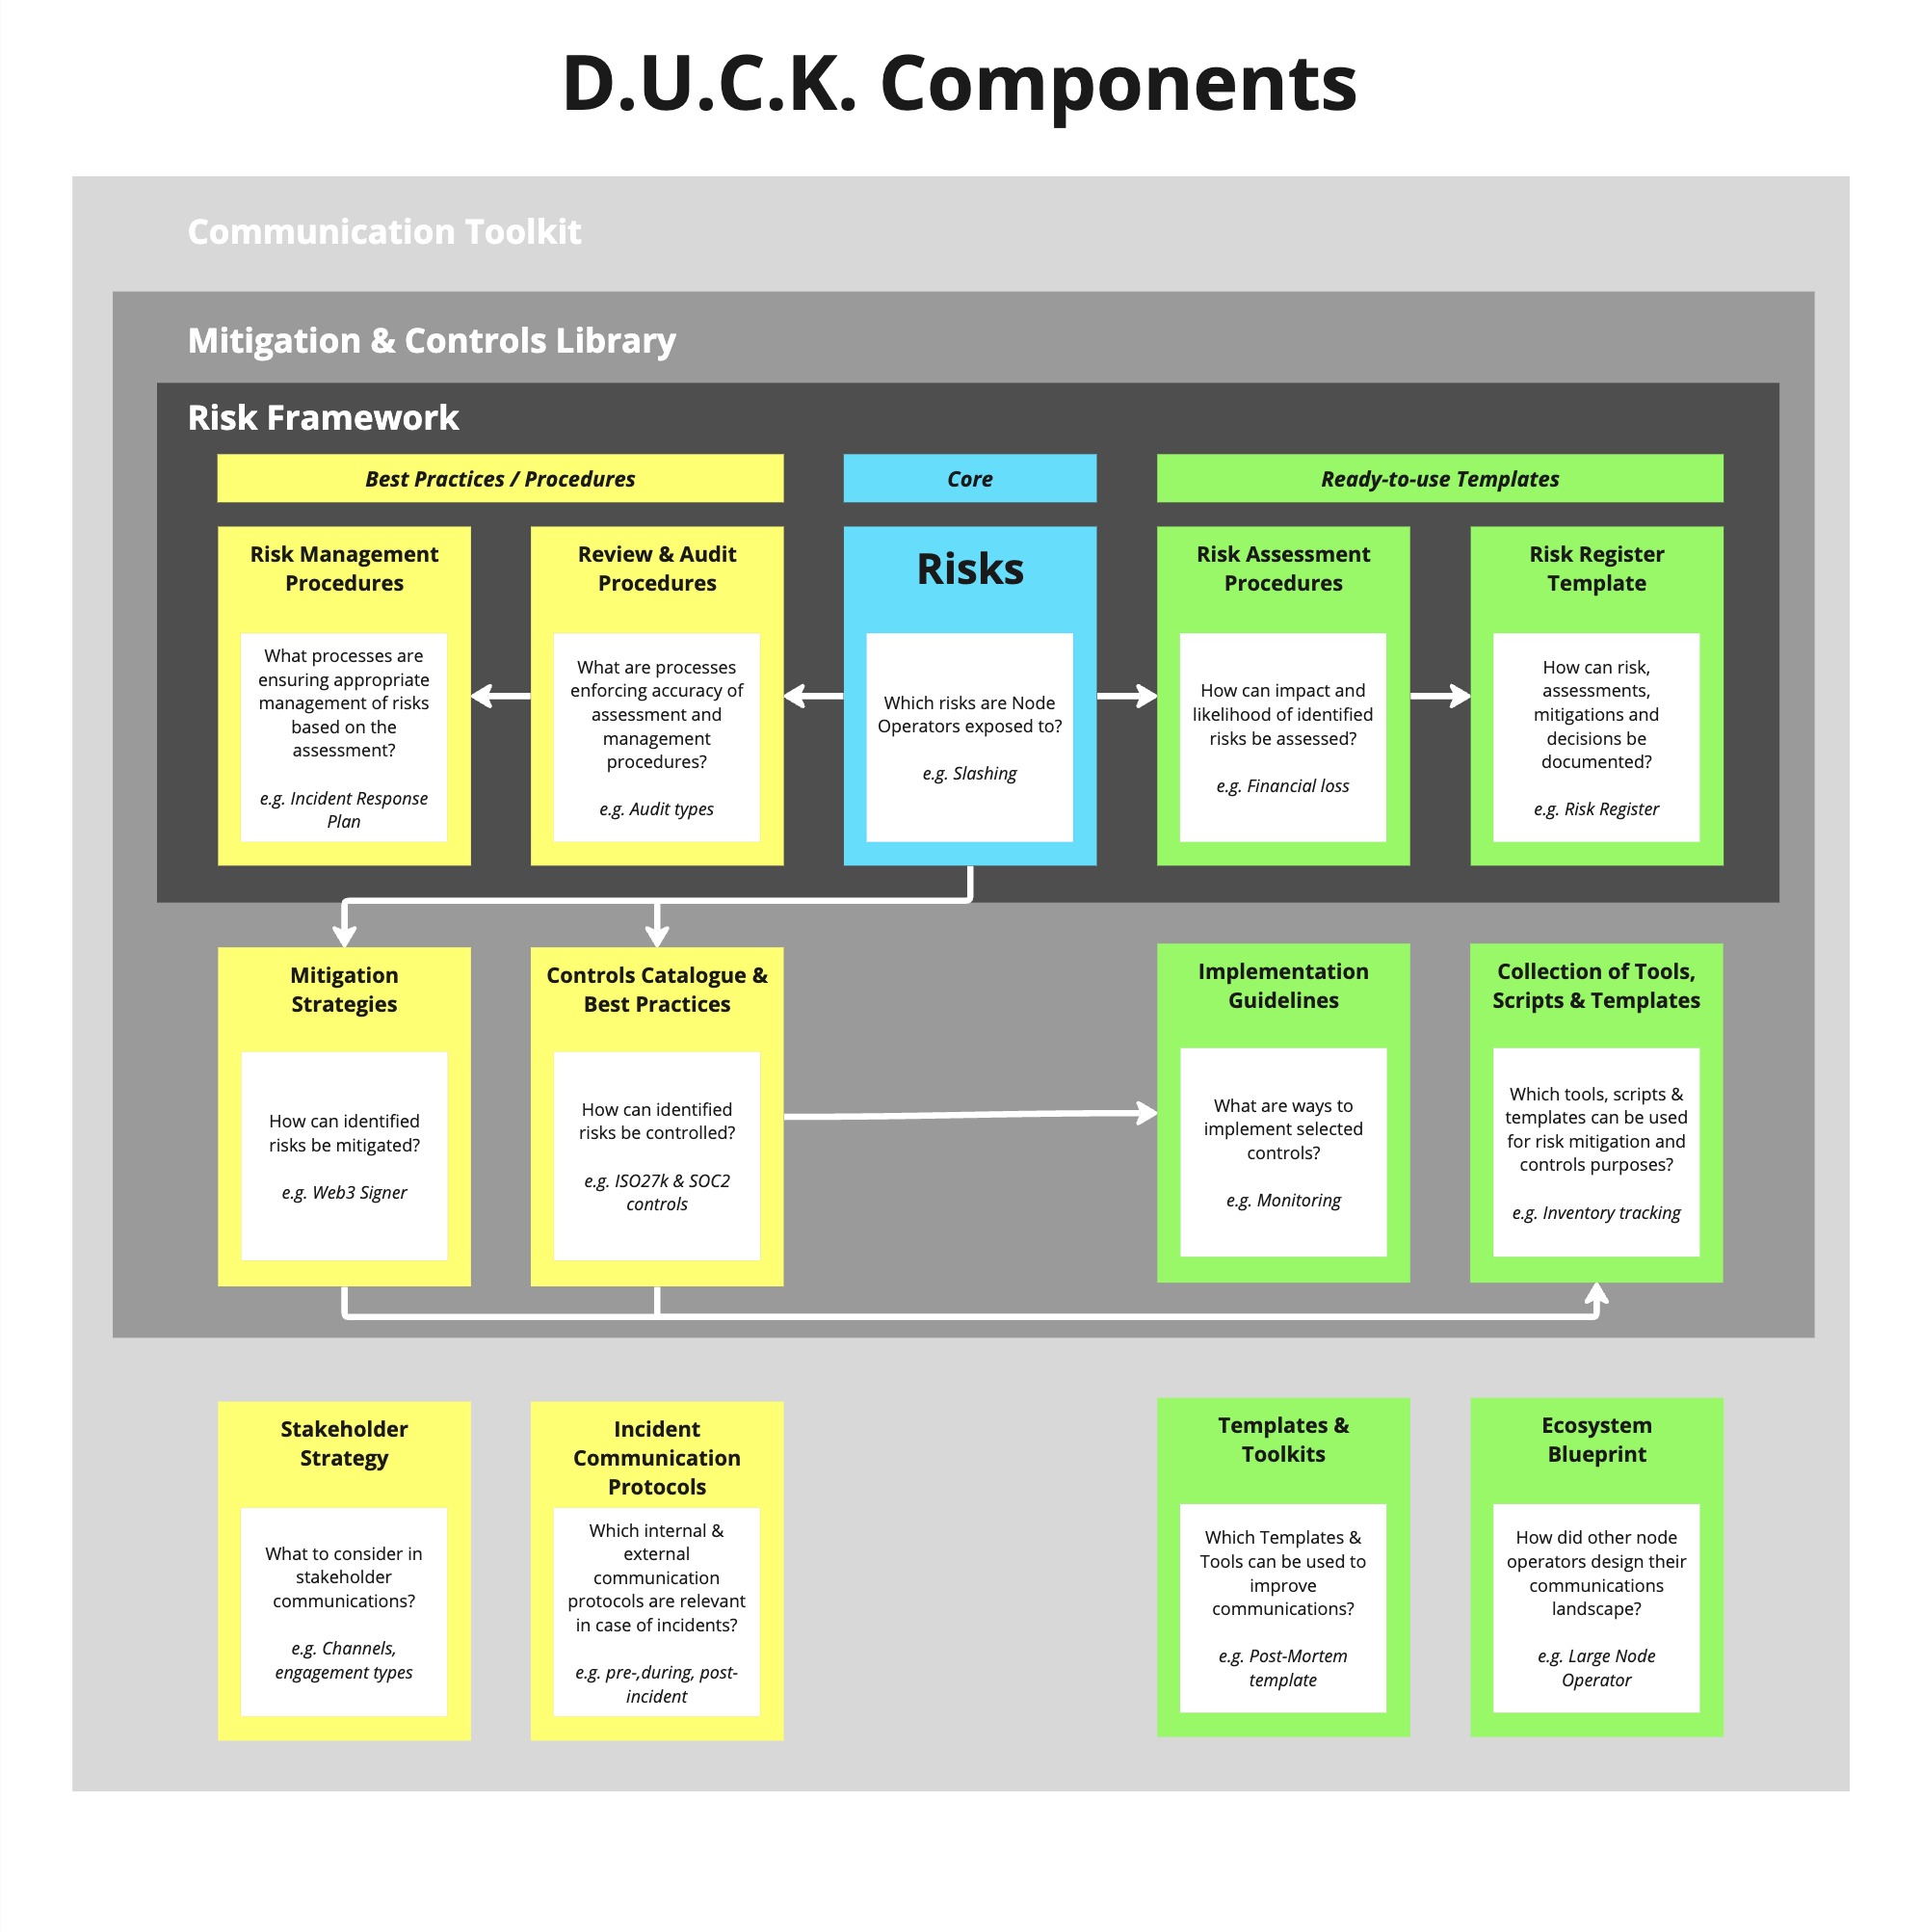 D.U.C.K. Components
Communication Toolkit
Mitigation & Controls Library
Risk Framework
Best Practices / Procedures
Core
Ready-to-use Templates
Risk Management
Procedures
What processes are
ensuring appropriate
management of risks
based on the
assessment?
e.g. Incident Response
Plan
Review & Audit
Procedures
What are processes
enforcing accuracy of
assessment and
management
procedures?
e.g. Audit types
Risks
Which risks are Node
Operators exposed to?
e.g. Slashing
Risk Assessment
Procedures
How can impact and
likelihood of identified
risks be assessed?
e.g. Financial loss
Risk Register
Template
How can risk,
assessments,
mitigations and
decisions be
documented?
e.g. Risk Register
Mitigation
Strategies
How can identified
risks be mitigated?
e.g. Web3 Signer
Controls Catalogue &
Best Practices
How can identified
risks be controlled?
e.g. ISO27k & SOC2
controls
Implementation
Guidelines
What are ways to
implement selected
controls?
e.g. Monitoring
Collection of Tools,
Scripts & Templates
Which tools, scripts &
templates can be used
for risk mitigation and
controls purposes?
e.g. Inventory tracking
Stakeholder
Strategy
What to consider in
stakeholder
communications?
e.g. Channels,
engagement types
Incident
Communication
Protocols
Which internal &
external
communication
protocols are relevant
in case of incidents?
e.g. pre-,during, post-
incident
Templates &
Toolkits
Which Templates &
Tools can be used to
improve
communications?
e.g. Post-Mortem
template
Ecosystem
Blueprint
How did other node
operators design their
communications
landscape?
e.g. Large Node
Operator